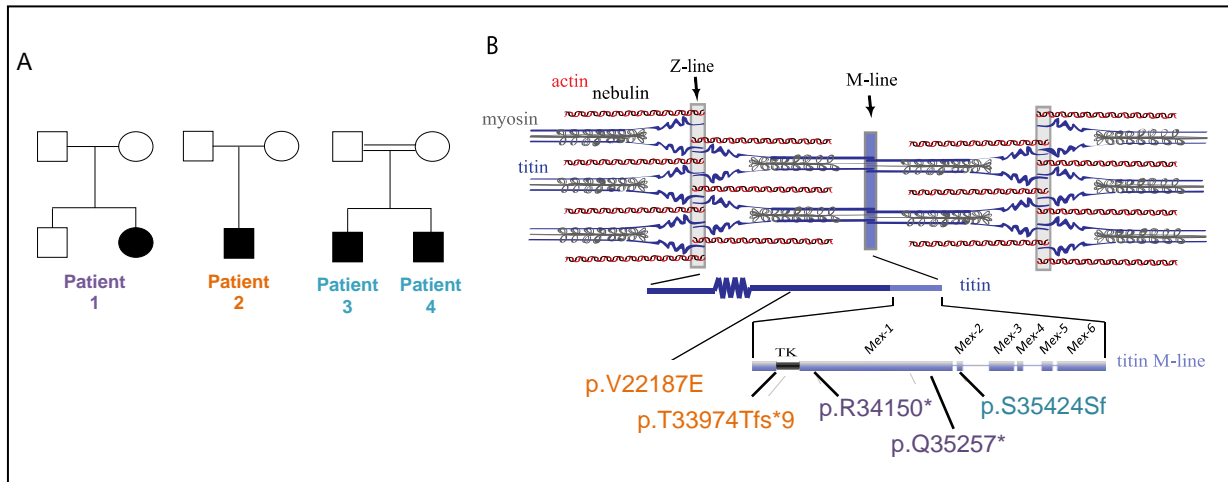 A
Patient
1
Patient
2
Patient
3
Patient
4
B
Z-line
M-line
actin
nebulin
myosin
titin
titin
Mex-1
Mex-2
Mex-3
Mex-4
Mex-5
Mex-6
TK
titin M-line
p.V22187E
p.T33974Tfs*9
p.R34150*
p.S35424Sf
p.Q35257*